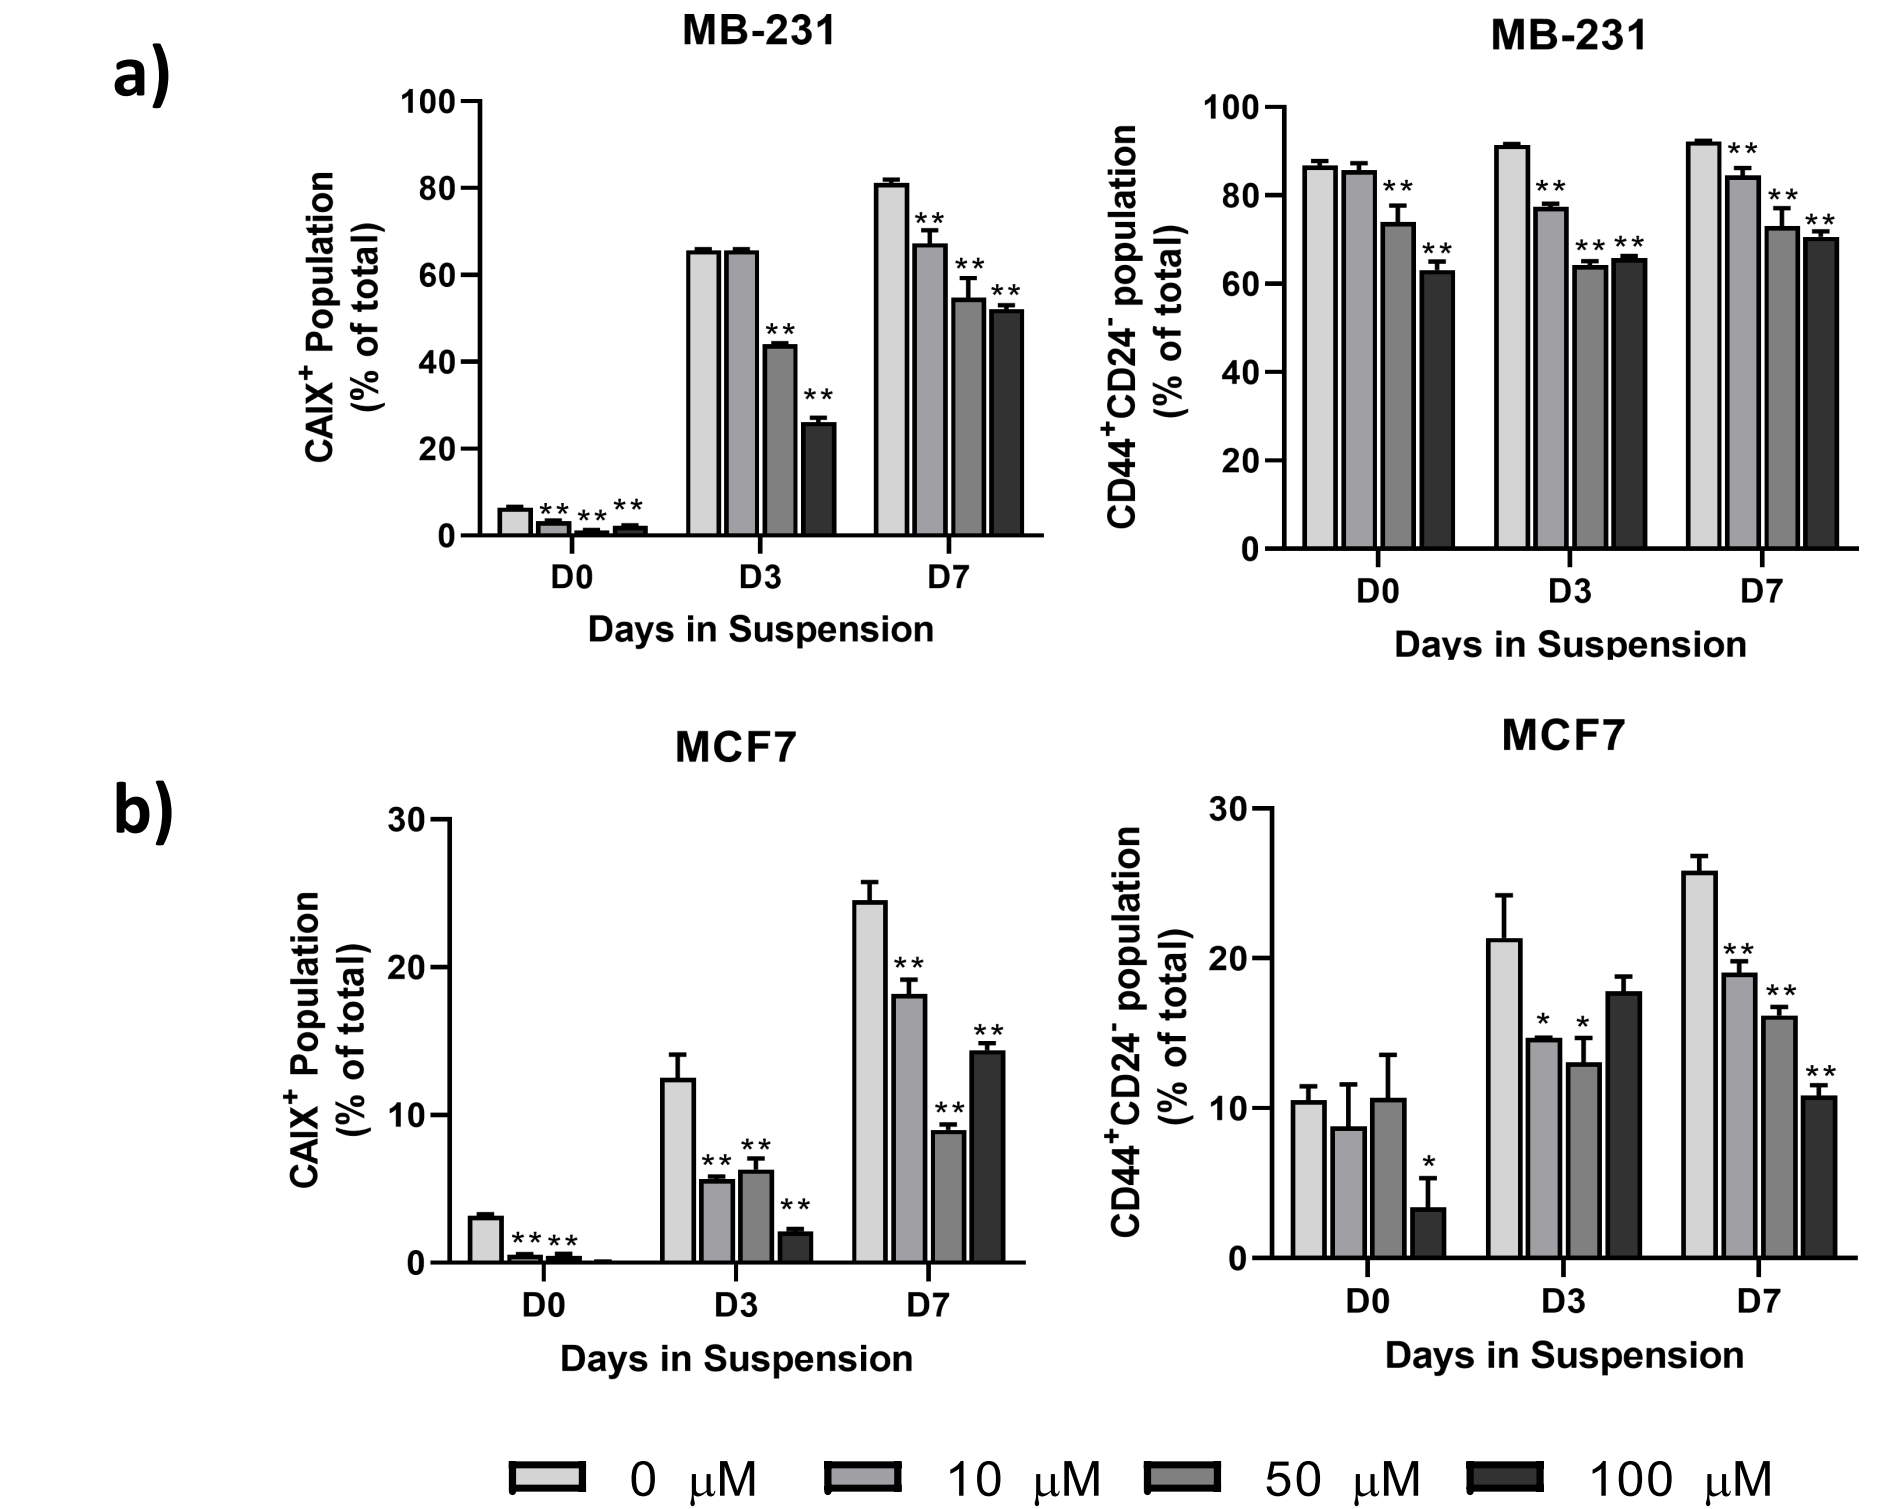 a)
MB-231
CAIX⁺ Population
(% of total)
100
80
60
40
20
0
** ** **
** **
** ** **
D0 D3 D7
Days in Suspension
MB-231
CD44⁺CD24⁻ population
(% of total)
100
80
60
40
20
0
** **
** ** **
** ** **
D0 D3 D7
Days in Suspension
b)
MCF7
CAIX⁺ Population
(% of total)
30
20
10
0
** **
** ** **
** ** **
D0 D3 D7
Days in Suspension
MCF7
CD44⁺CD24⁻ population
(% of total)
30
20
10
0
*
* *
** ** **
D0 D3 D7
Days in Suspension
0 μM 10 μM 50 μM 100 μM